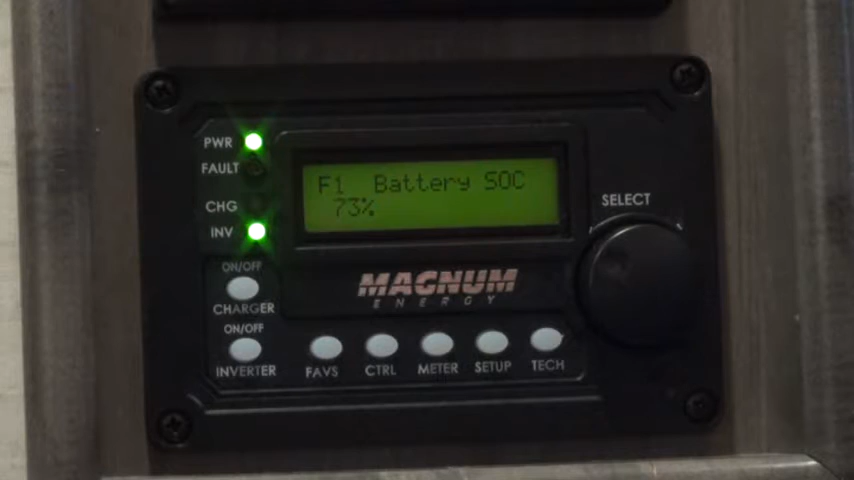 PWR
FAULT
CHG
INV
F1 Battery SOC
73%
SELECT
ON/OFF
CHARGER
ON/OFF
INVERTER
MAGNUM
ENERGY
FAVS
CTRL
METER
SETUP
TECH